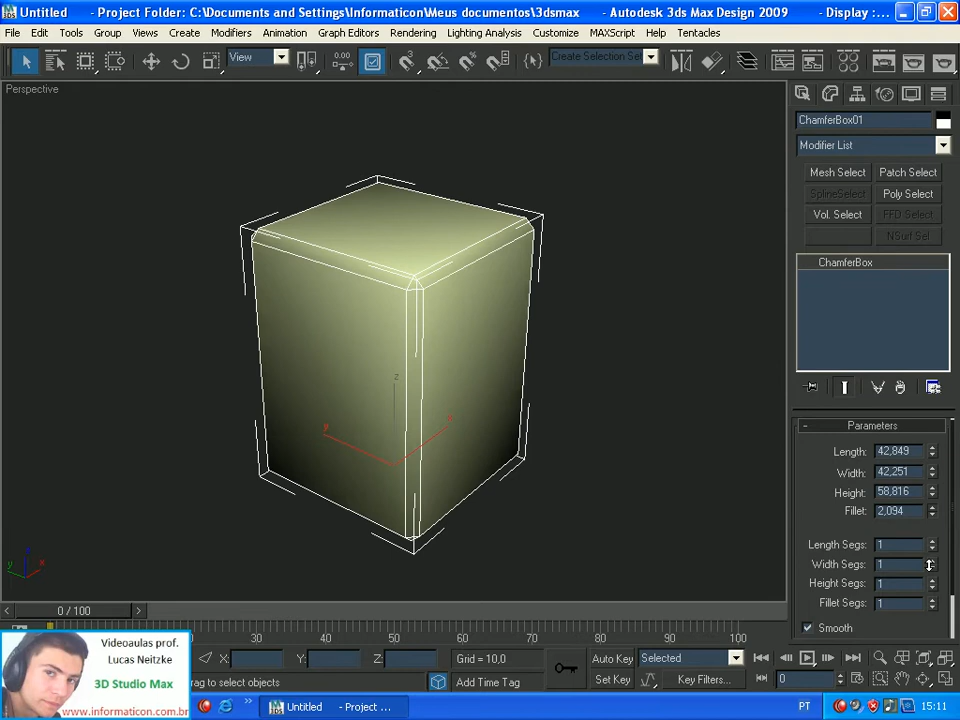 Untitled - Project Folder: C:\Documents and Settings\Informaticon\Meus documentos\3dsmax - Autodesk 3ds Max Design 2009 - Display :...
File Edit Tools Group Views Create Modifiers Animation Graph Editors Rendering Lighting Analysis Customize MAXScript Help Tentacles
View 0.00 Create Selection Set
Perspective
ChamferBox01
Modifier List
Mesh Select Patch Select
SplineSelect Poly Select
Vol. Select FFD Select
NSurf Sel
ChamferBox
z
y x
- Parameters
Length: 42,849
Width: 42,251
Height: 58,816
Fillet: 2,094
Length Segs: 1
Width Segs: 1
Height Segs: 1
Fillet Segs: 1
Smooth
z
y x
< 0 / 100 >
30 40 50 60 70 80 90 100
Videoaulas prof.
Lucas Neitzke
3D Studio Max
www.informaticon.com.br
X: Y: Z: Grid = 10,0 Auto Key Selected
drag to select objects Add Time Tag Set Key Key Filters... 0
Untitled - Project ... PT 15:11